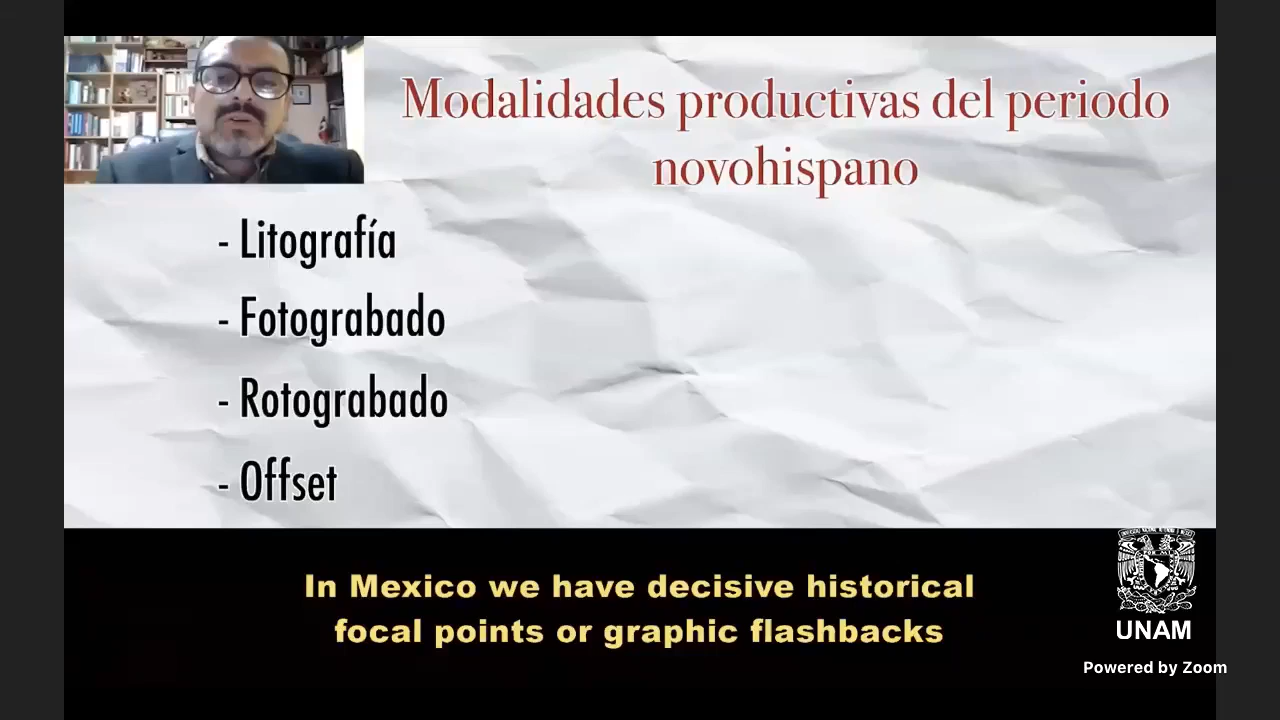 Modalidades productivas del periodo
novohispano
- Litografía
- Fotograbado
- Rotograbado
- Offset
In Mexico we have decisive historical
focal points or graphic flashbacks
UNAM
Powered by Zoom